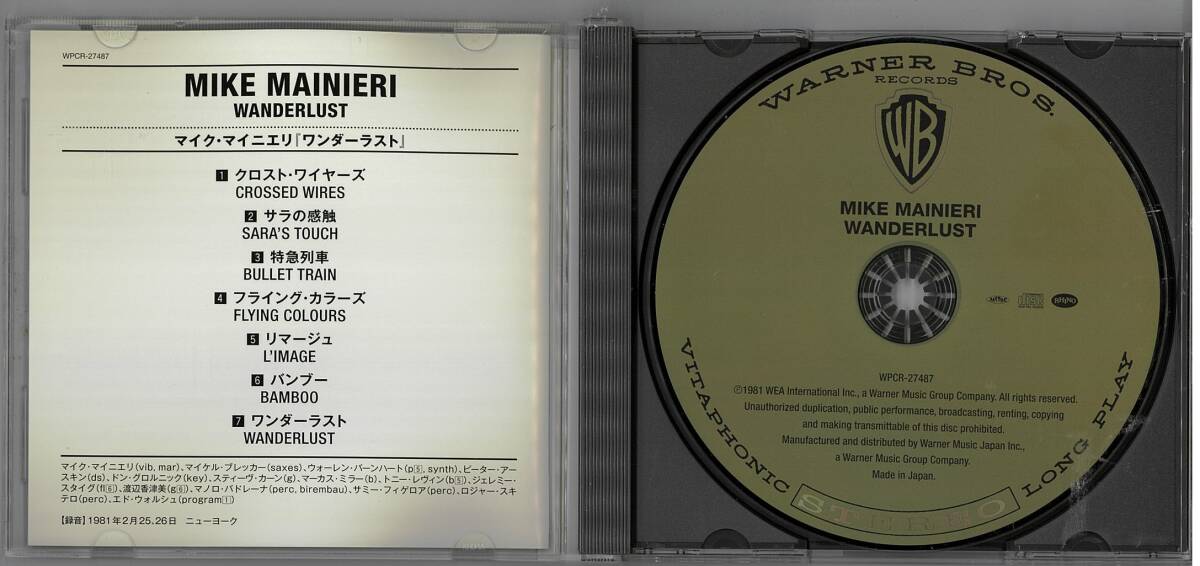 WPCR-27487
MIKE MAINIERI
WANDERLUST
マイク・マイニエリ『ワンダーラスト』
1 クロスト・ワイヤーズ
CROSSED WIRES
2 サラの感触
SARA'S TOUCH
3 特急列車
BULLET TRAIN
4 フライング・カラーズ
FLYING COLOURS
5 リマージュ
L'IMAGE
6 バンブー
BAMBOO
7 ワンダーラスト
WANDERLUST
マイク・マイニエリ(vib, mar)、マイケル・ブレッカー(saxes)、ウォーレン・バーンハート(p5, synth)、ピーター・アー
スキン(ds)、ドン・グロルニック(key)、スティーヴ・カーン(g)、マーカス・ミラー(b)、トニー・レヴィン(b5)、ジェレミー・
スタイグ(fl6)、渡辺香津美(g6)、マノロ・バドレーナ(perc, birembau)、サミー・フィゲロア(perc)、ロジャー・スキ
テロ(perc)、エド・ウォルシュ(program1)
【録音】1981年2月25、26日 ニューヨーク
WARNER BROS.
RECORDS
WB
MIKE MAINIERI
WANDERLUST
RHINO
WPCR-27487
℗1981 WEA International Inc., a Warner Music Group Company. All rights reserved.
Unauthorized duplication, public performance, broadcasting, renting, copying
and making transmittable of this disc prohibited.
Manufactured and distributed by Warner Music Japan Inc.,
a Warner Music Group Company.
Made in Japan.
VITAPHONIC STEREO LONG PLAY